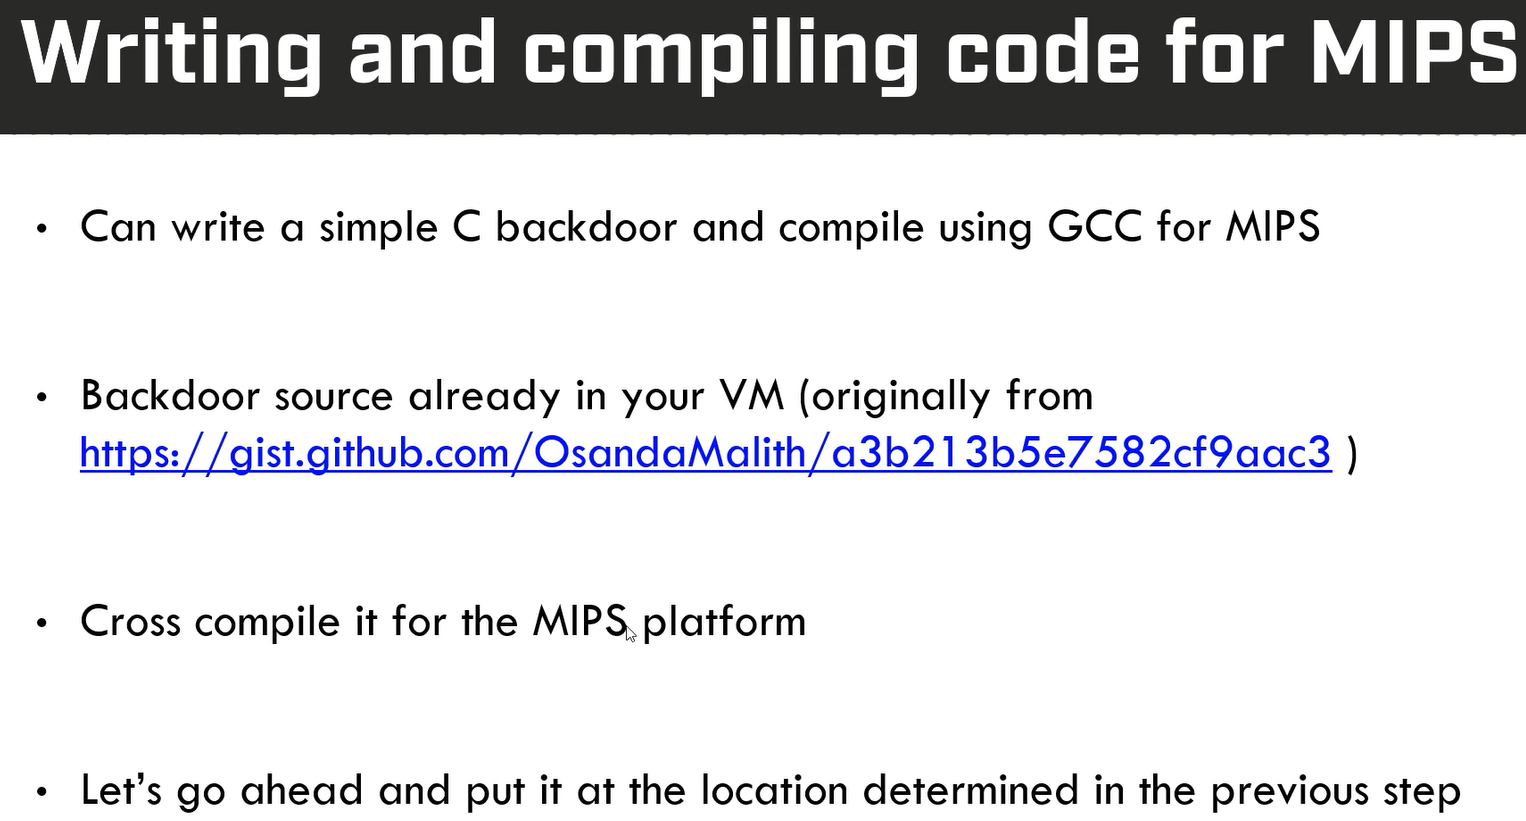 Writing and compiling code for MIPS
• Can write a simple C backdoor and compile using GCC for MIPS
• Backdoor source already in your VM (originally from
https://gist.github.com/OsandaMalith/a3b213b5e7582cf9aac3 )
• Cross compile it for the MIPS platform
• Let’s go ahead and put it at the location determined in the previous step